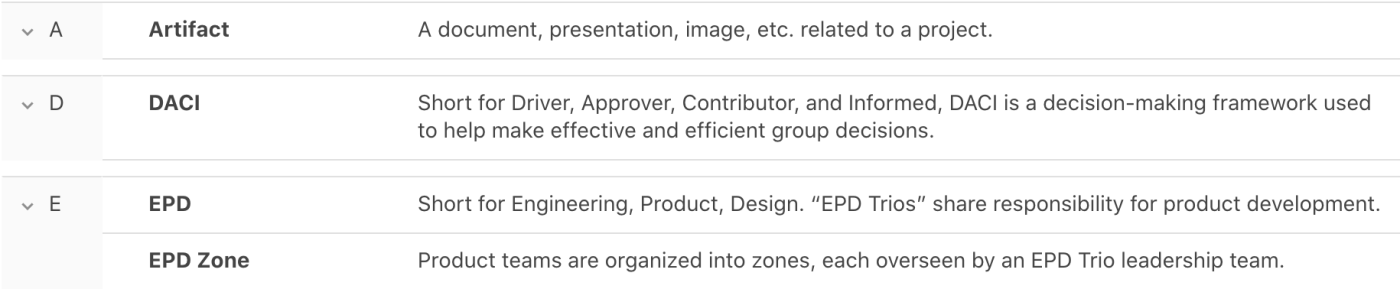 A Artifact A document, presentation, image, etc. related to a project.
D DACI Short for Driver, Approver, Contributor, and Informed, DACI is a decision-making framework used
to help make effective and efficient group decisions.
E EPD Short for Engineering, Product, Design. “EPD Trios” share responsibility for product development.
EPD Zone Product teams are organized into zones, each overseen by an EPD Trio leadership team.